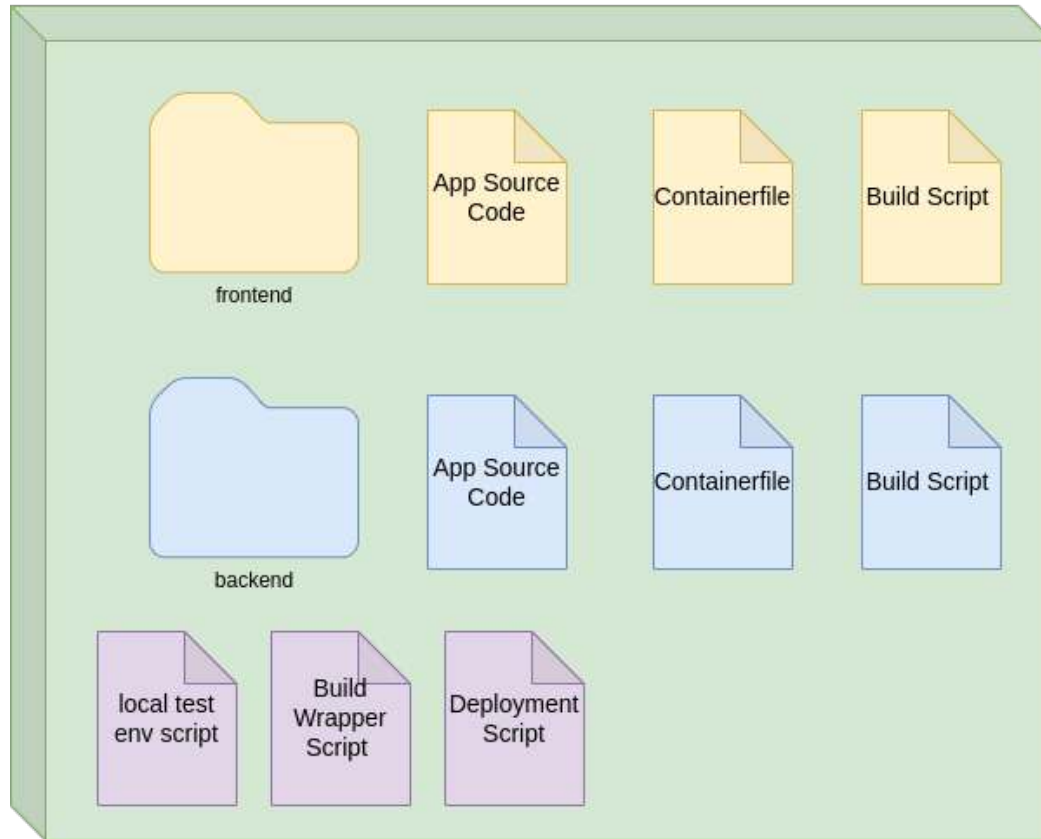 App Source
Code
Containerfile
Build Script
frontend
App Source
Code
Containerfile
Build Script
backend
local test
env script
Build
Wrapper
Script
Deployment
Script